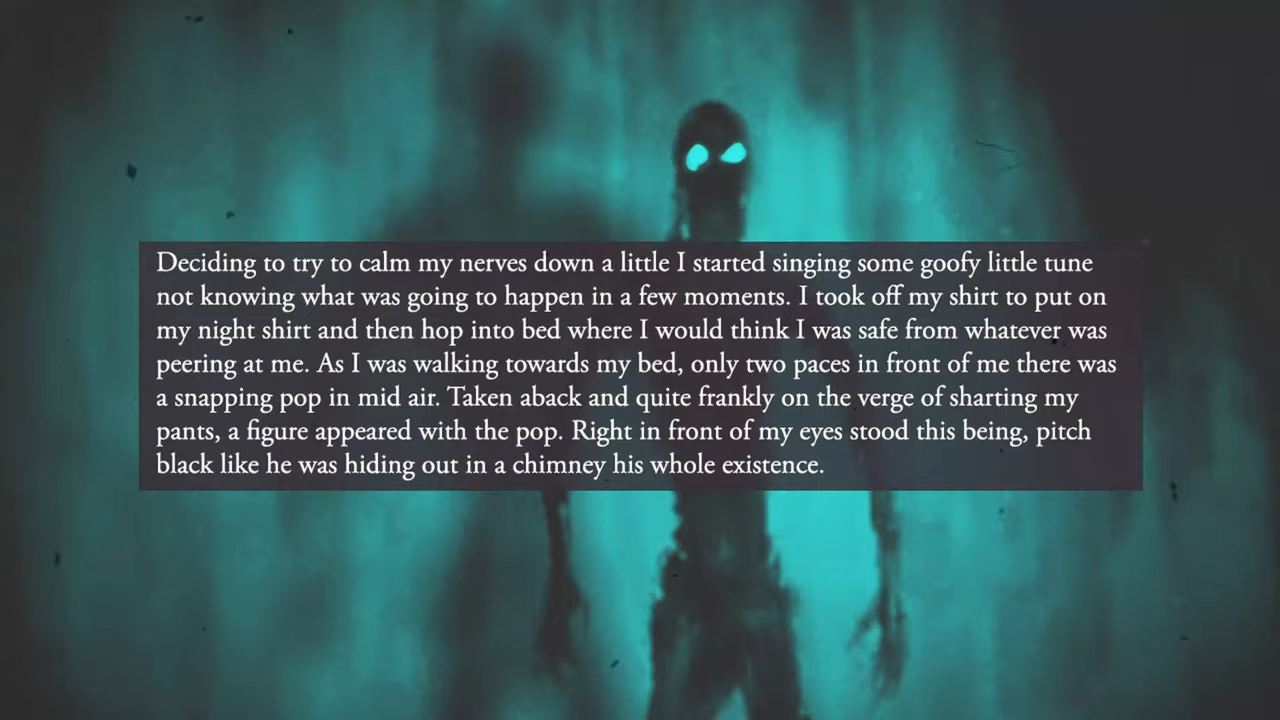 Deciding to try to calm my nerves down a little I started singing some goofy little tune
not knowing what was going to happen in a few moments. I took off my shirt to put on
my night shirt and then hop into bed where I would think I was safe from whatever was
peering at me. As I was walking towards my bed, only two paces in front of me there was
a snapping pop in mid air. Taken aback and quite frankly on the verge of sharting my
pants, a figure appeared with the pop. Right in front of my eyes stood this being, pitch
black like he was hiding out in a chimney his whole existence.